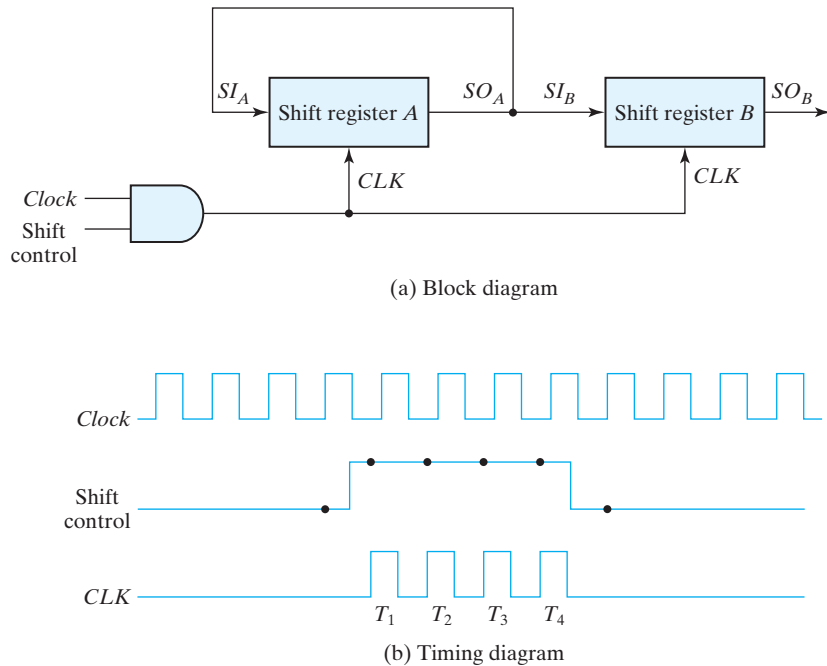 SI_A
Shift register A
SO_A
SI_B
Shift register B
SO_B
CLK
CLK
Clock
Shift
control
(a) Block diagram
Clock
Shift
control
CLK
T_1
T_2
T_3
T_4
(b) Timing diagram